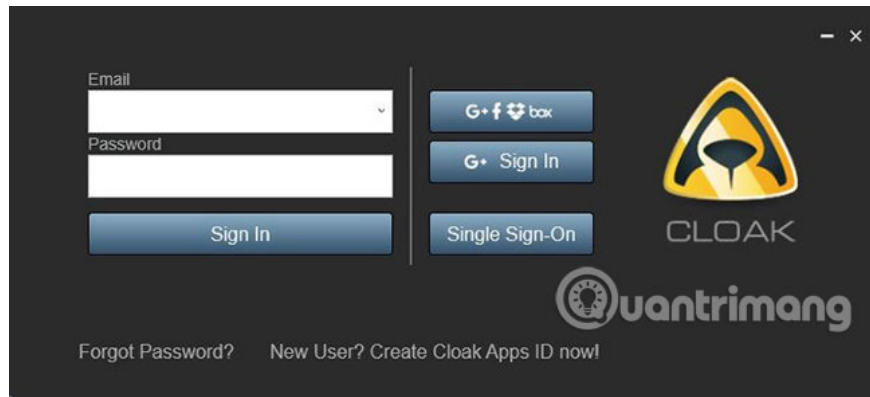 Email
Password
Sign In
G+ f box
G+ Sign In
Single Sign-On
CLOAK
Quantrimang
Forgot Password? New User? Create Cloak Apps ID now!